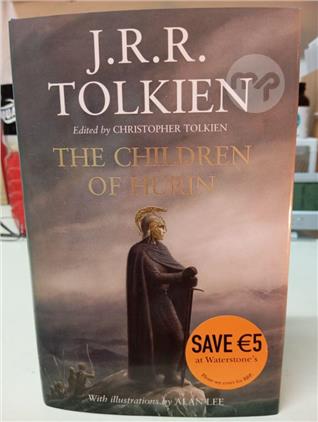 J.R.R.
TOLKIEN
Edited by CHRISTOPHER TOLKIEN
THE CHILDREN
OF HÚRIN
SAVE €5
at Waterstone's
With illustrations by ALAN LEE